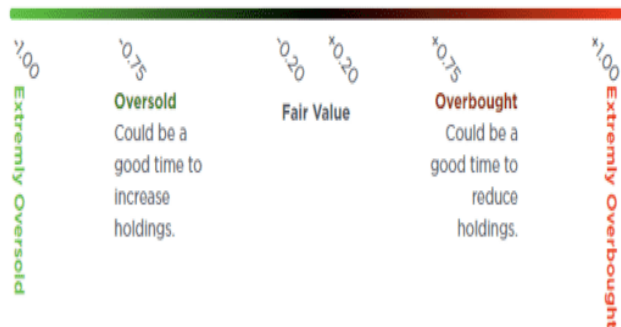 -1.00
-0.75
-0.20
+0.20
+0.75
+1.00
Extremly Oversold
Oversold
Could be a
good time to
increase
holdings.
Fair Value
Overbought
Could be a
good time to
reduce
holdings.
Extremly Overbought